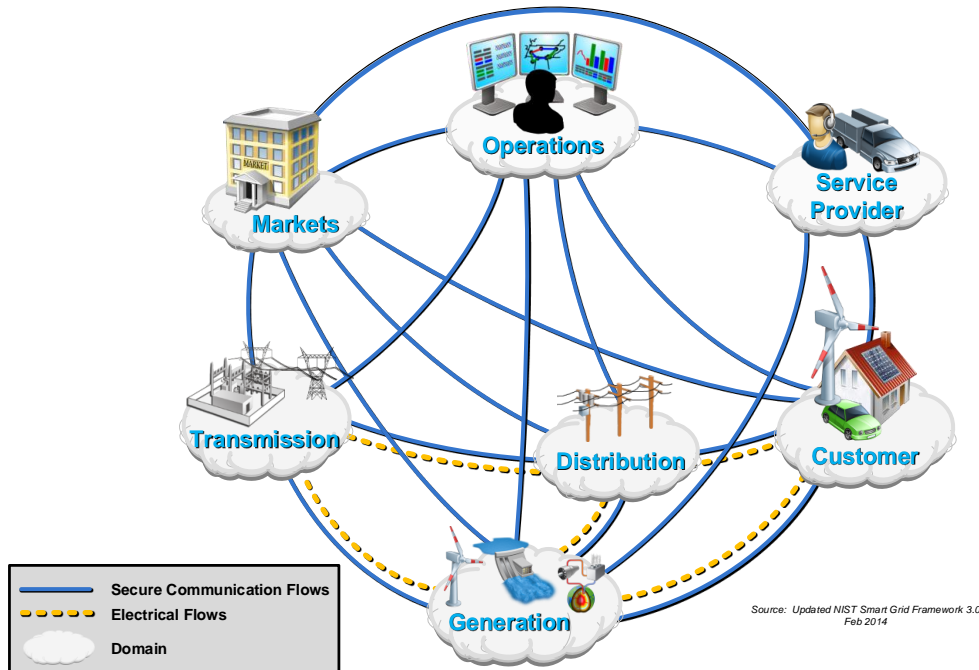 Operations
MARKET
Markets
Service
Provider
Transmission
Distribution
Customer
Generation
Secure Communication Flows
Electrical Flows
Domain
Source: Updated NIST Smart Grid Framework 3.0
Feb 2014